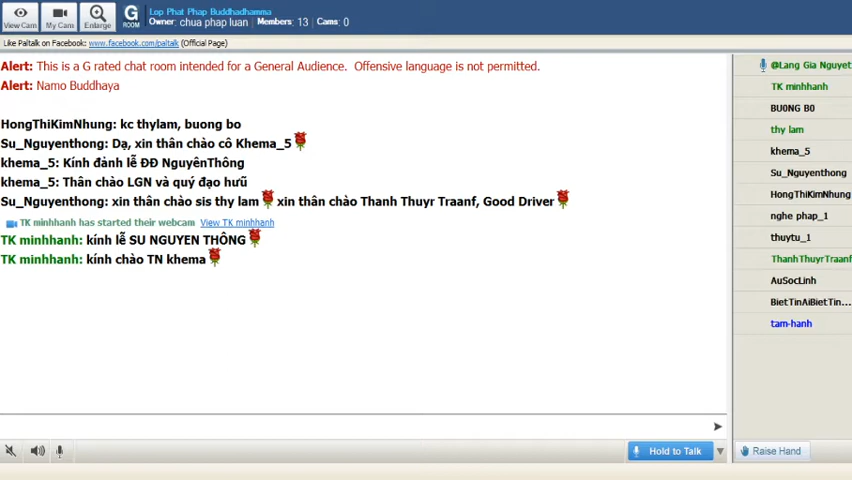 Lop Phat Phap Buddhadhamma
G Owner: chua phap luan Members: 13 Cams: 0
View Cam My Cam Enlarge ROOM
Like Paltalk on Facebook: www.facebook.com/paltalk (Official Page)
Alert: This is a G rated chat room intended for a General Audience. Offensive language is not permitted.
Alert: Namo Buddhaya
HongThiKimNhung: kc thylam, buong bo
Su_Nguyenthong: Dạ, xin thân chào cô Khema_5
khema_5: Kính đảnh lễ ĐĐ NguyênThông
khema_5: Thân chào LGN và quý đạo hưũ
Su_Nguyenthong: xin thân chào sis thy lam xin thân chào Thanh Thuyr Traanf, Good Driver
TK minhhanh has started their webcam View TK minhhanh
TK minhhanh: kính lễ SU NGUYEN THÔNG
TK minhhanh: kính chào TN khema
@Lang Gia Nguyet
TK minhhanh
BU0NG B0
thy lam
khema_5
Su_Nguyenthong
HongThiKimNhung
nghe phap_1
thuytu_1
ThanhThuyrTraanf
AuSocLinh
BietTinAiBietTin...
tam-hanh
Hold to Talk
Raise Hand